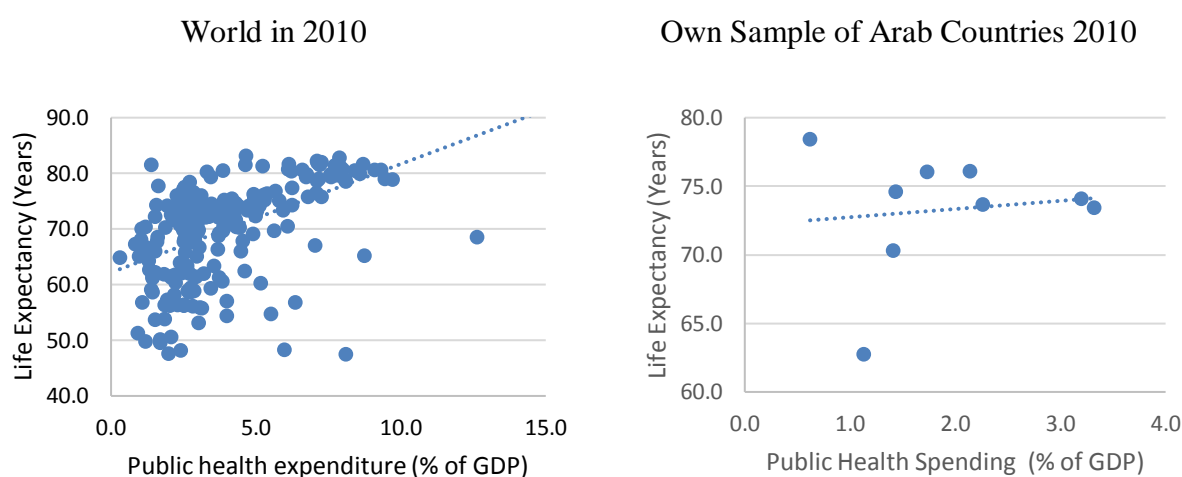 World in 2010
90.0
80.0
70.0
60.0
50.0
40.0
0.0 5.0 10.0 15.0
Life Expectancy (Years)
Public health expenditure (% of GDP)
Own Sample of Arab Countries 2010
80.0
75.0
70.0
65.0
60.0
0.0 1.0 2.0 3.0 4.0
Life Expectancy (Years)
Public Health Spending (% of GDP)